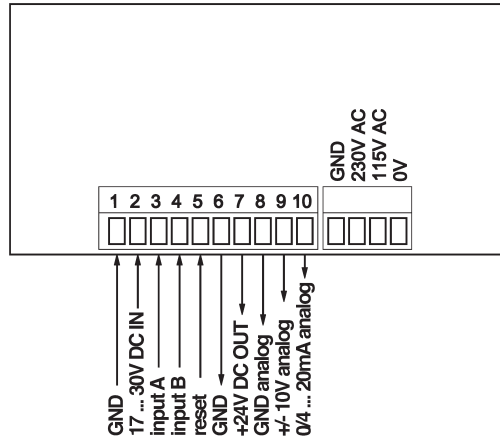 GND
230V AC
115V AC
0V
1 2 3 4 5 6 7 8 9 10
GND
17 ... 30V DC IN
input A
input B
reset
GND
+24V DC OUT
GND analog
+/- 10V analog
0/4 ... 20mA analog